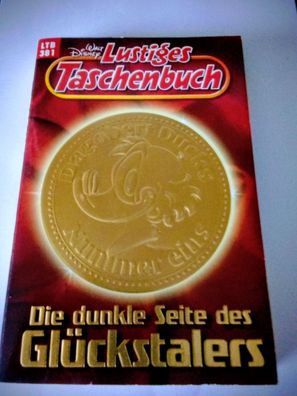 LTB
381
Walt
Disney
Lustiges
Taschenbuch
Dagobert Ducks
Nummer eins
Die dunkle Seite des
Glückstalers